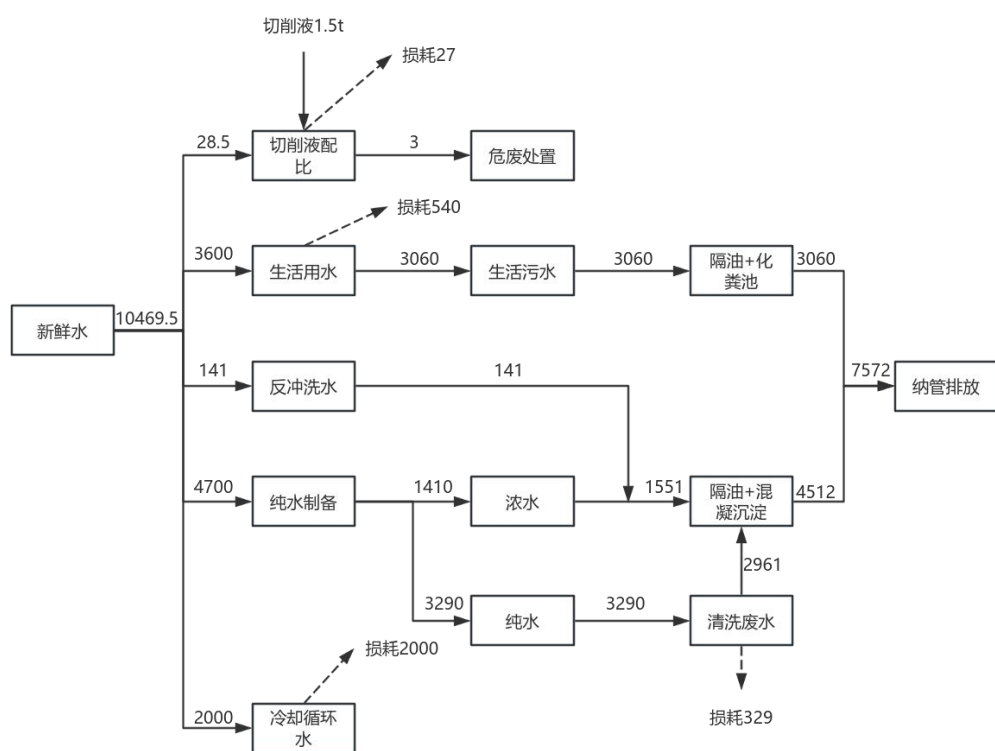 切削液1.5t
损耗27
28.5
切削液配
比
3
危废处置
损耗540
3600
生活用水
3060
生活污水
3060
隔油+化
粪池
3060
新鲜水
10469.5
141
反冲洗水
141
7572
纳管排放
4700
纯水制备
1410
浓水
1551
隔油+混
凝沉淀
4512
2961
3290
纯水
3290
清洗废水
损耗2000
2000
冷却循环
水
损耗329